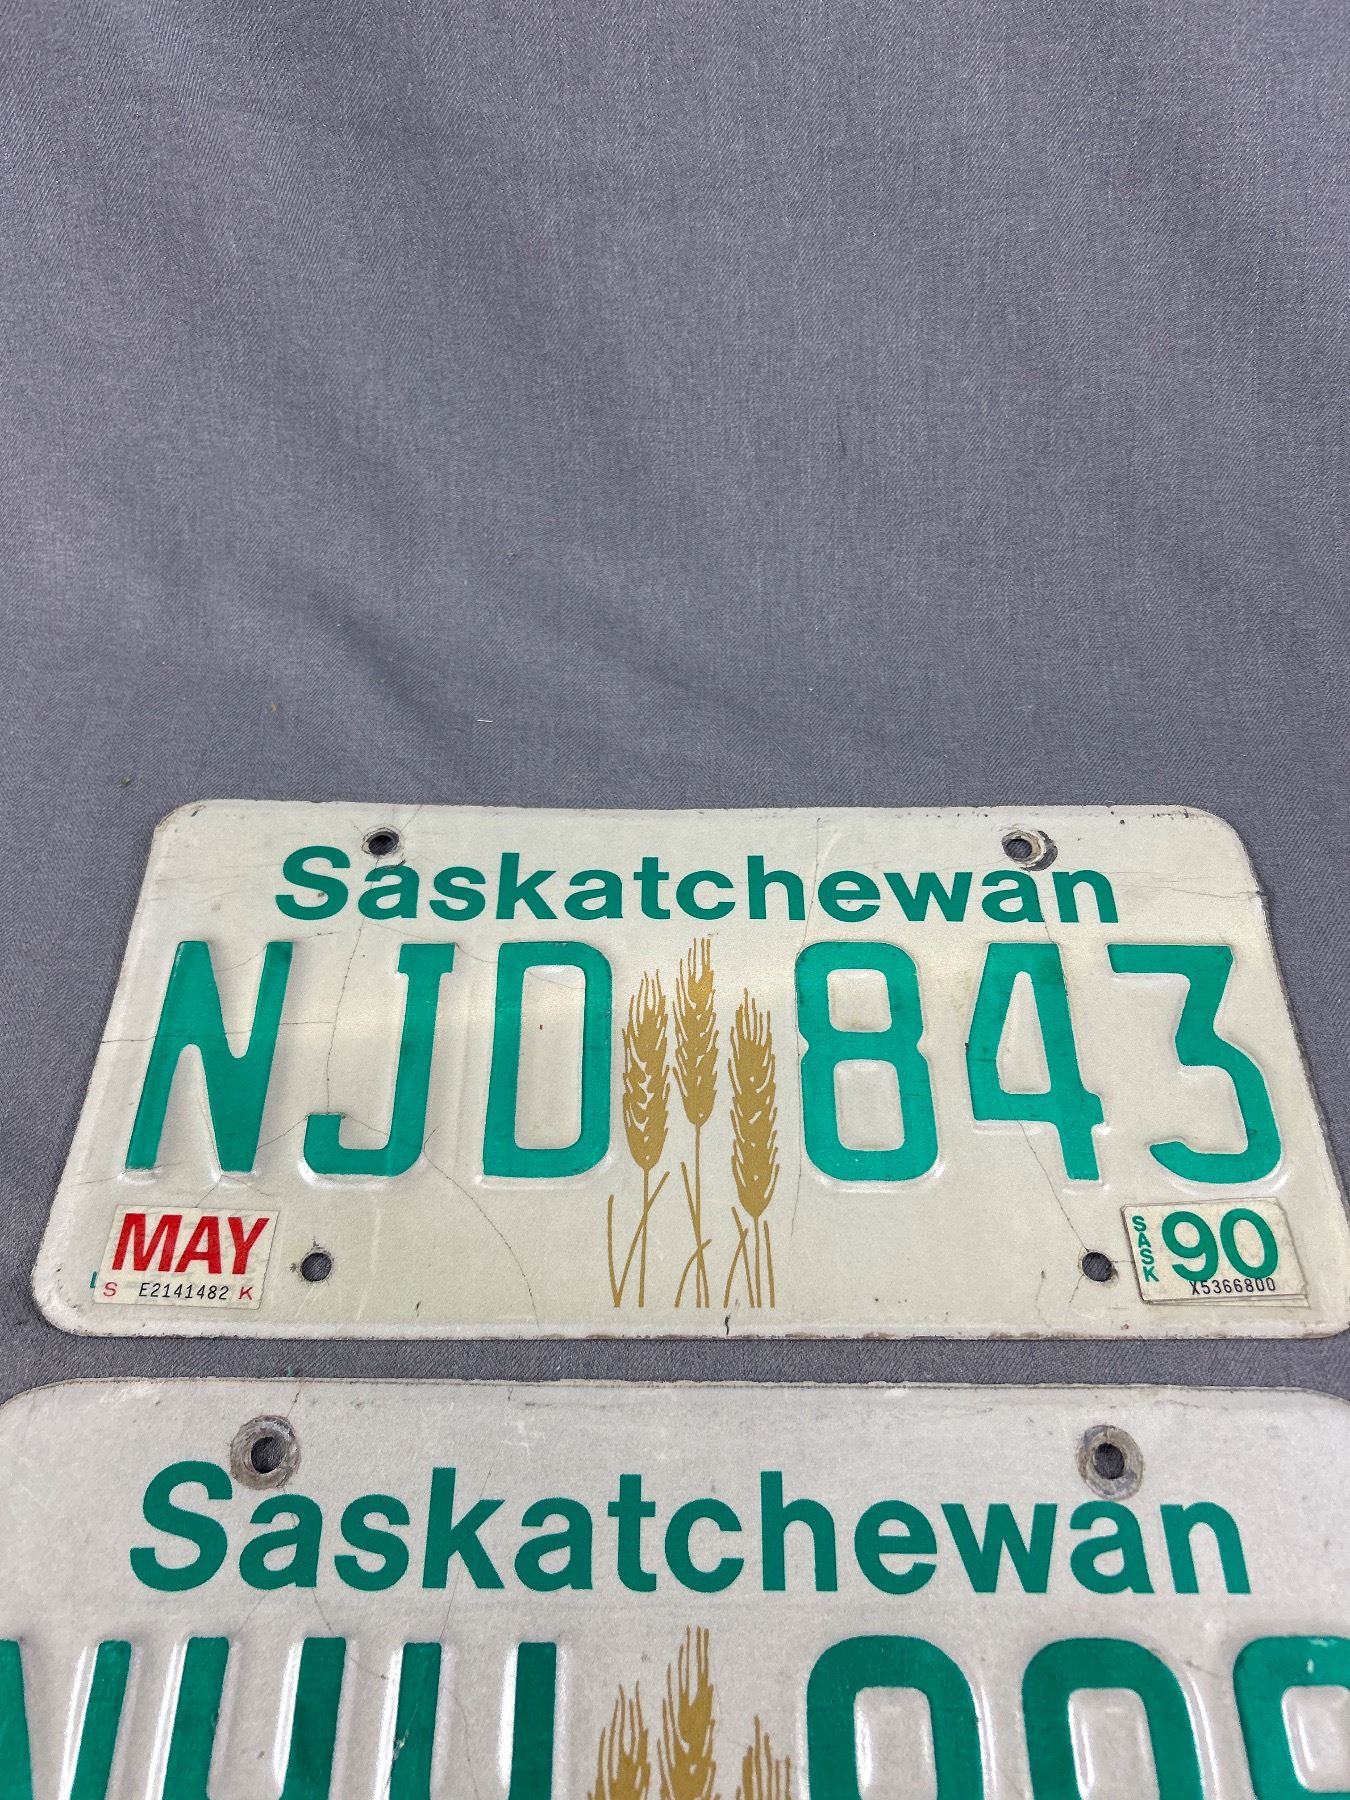 Saskatchewan
NJD 843
MAY
S E2141482 K
SASK
90
X5366800
Saskatchewan